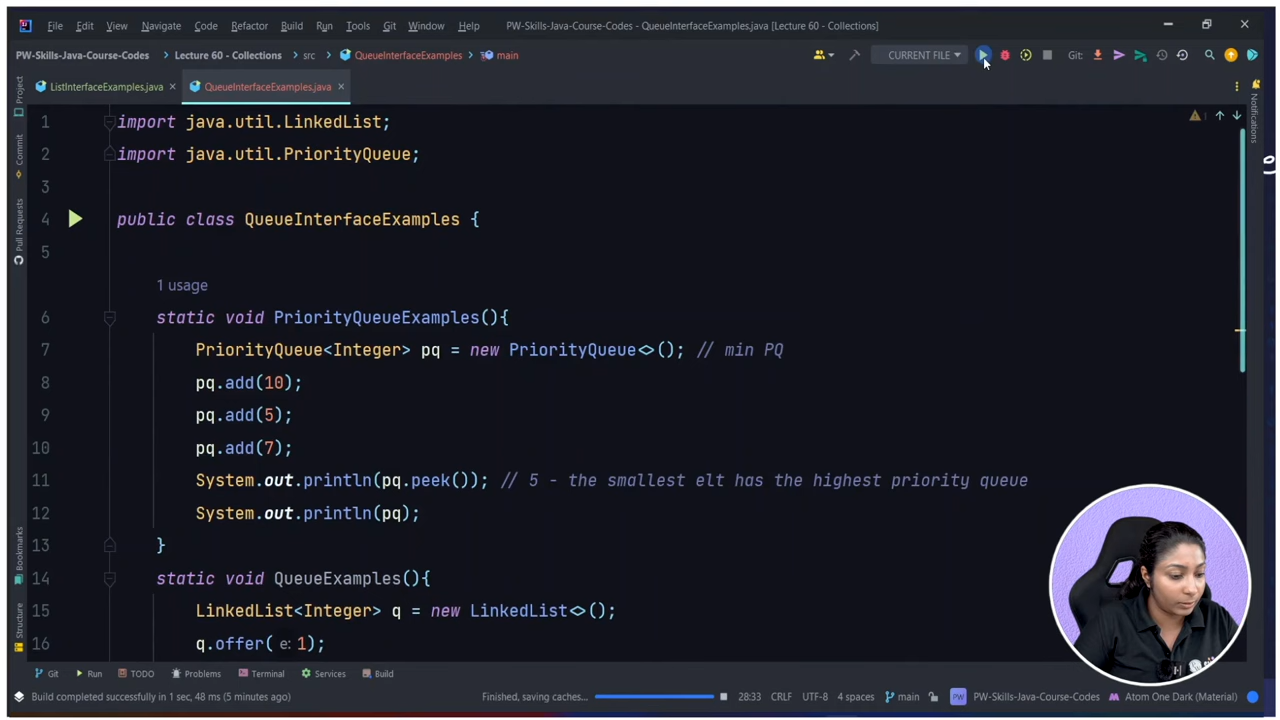 File Edit View Navigate Code Refactor Build Run Tools Git Window Help PW-Skills-Java-Course-Codes - QueueInterfaceExamples.java [Lecture 60 - Collections]
PW-Skills-Java-Course-Codes Lecture 60 - Collections src QueueInterfaceExamples main CURRENT FILE Git:
ListInterfaceExamples.java QueueInterfaceExamples.java
Project
Commit
Pull Requests
Bookmarks
Structure
Notifications
1 import java.util.LinkedList;
2 import java.util.PriorityQueue;
3
4 public class QueueInterfaceExamples {
5
1 usage
6 static void PriorityQueueExamples(){
7 PriorityQueue<Integer> pq = new PriorityQueue<>(); // min PQ
8 pq.add(10);
9 pq.add(5);
10 pq.add(7);
11 System.out.println(pq.peek()); // 5 - the smallest elt has the highest priority queue
12 System.out.println(pq);
13 }
14 static void QueueExamples(){
15 LinkedList<Integer> q = new LinkedList<>();
16 q.offer( e: 1);
Git Run TODO Problems Terminal Services Build
Build completed successfully in 1 sec, 48 ms (5 minutes ago) Finished, saving caches... 28:33 CRLF UTF-8 4 spaces main PW PW-Skills-Java-Course-Codes Atom One Dark (Material)